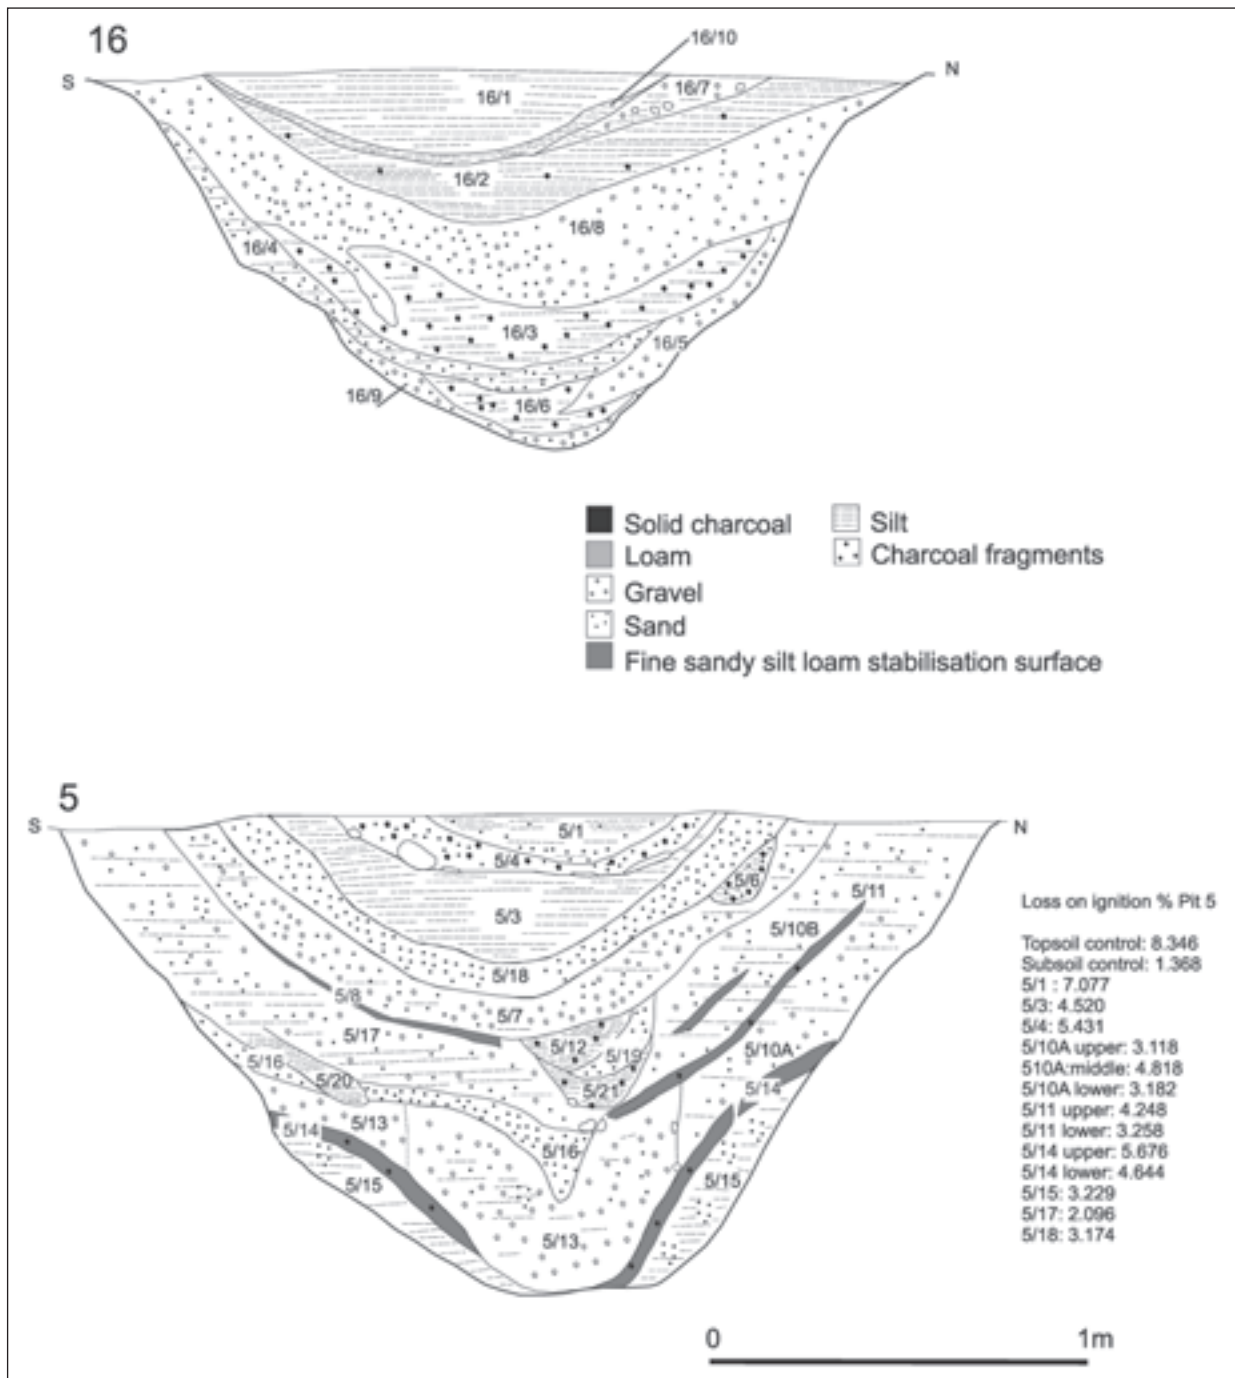 16
16/10
S
N
16/7
16/1
16/2
16/8
16/4
16/3
16/5
16/9
16/6
Solid charcoal
Silt
Loam
Charcoal fragments
Gravel
Sand
Fine sandy silt loam stabilisation surface
5
S
N
5/1
5/4
5/6
5/11
5/3
5/10B
5/18
5/8
5/7
5/17
5/12
5/19
5/10A
5/16
5/20
5/21
5/14
5/13
5/14
5/16
5/15
5/15
5/13
Loss on ignition % Pit 5
Topsoil control: 8.346
Subsoil control: 1.368
5/1 : 7.077
5/3: 4.520
5/4: 5.431
5/10A upper: 3.118
510A:middle: 4.818
5/10A lower: 3.182
5/11 upper: 4.248
5/11 lower: 3.258
5/14 upper: 5.676
5/14 lower: 4.644
5/15: 3.229
5/17: 2.096
5/18: 3.174
0
1m